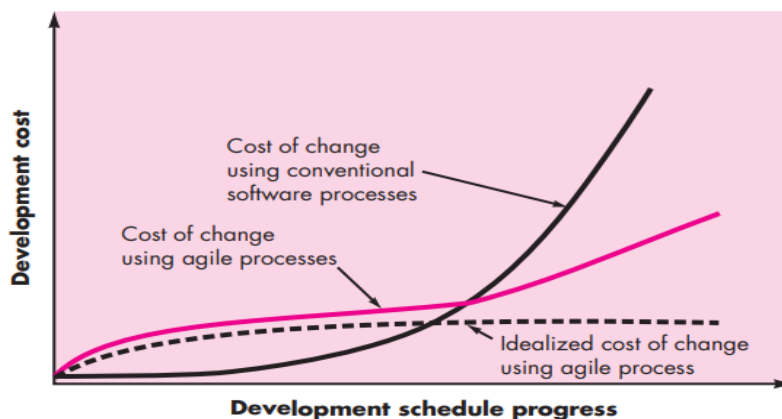 Development cost
Cost of change
using conventional
software processes
Cost of change
using agile processes
Idealized cost of change
using agile process
Development schedule progress